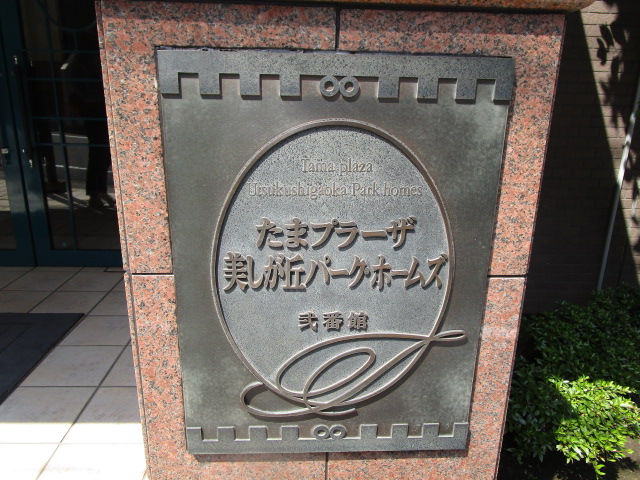 Tama plaza
Utsukushigaoka Park homes
たまプラーザ
美しが丘パークホームズ
弐番館